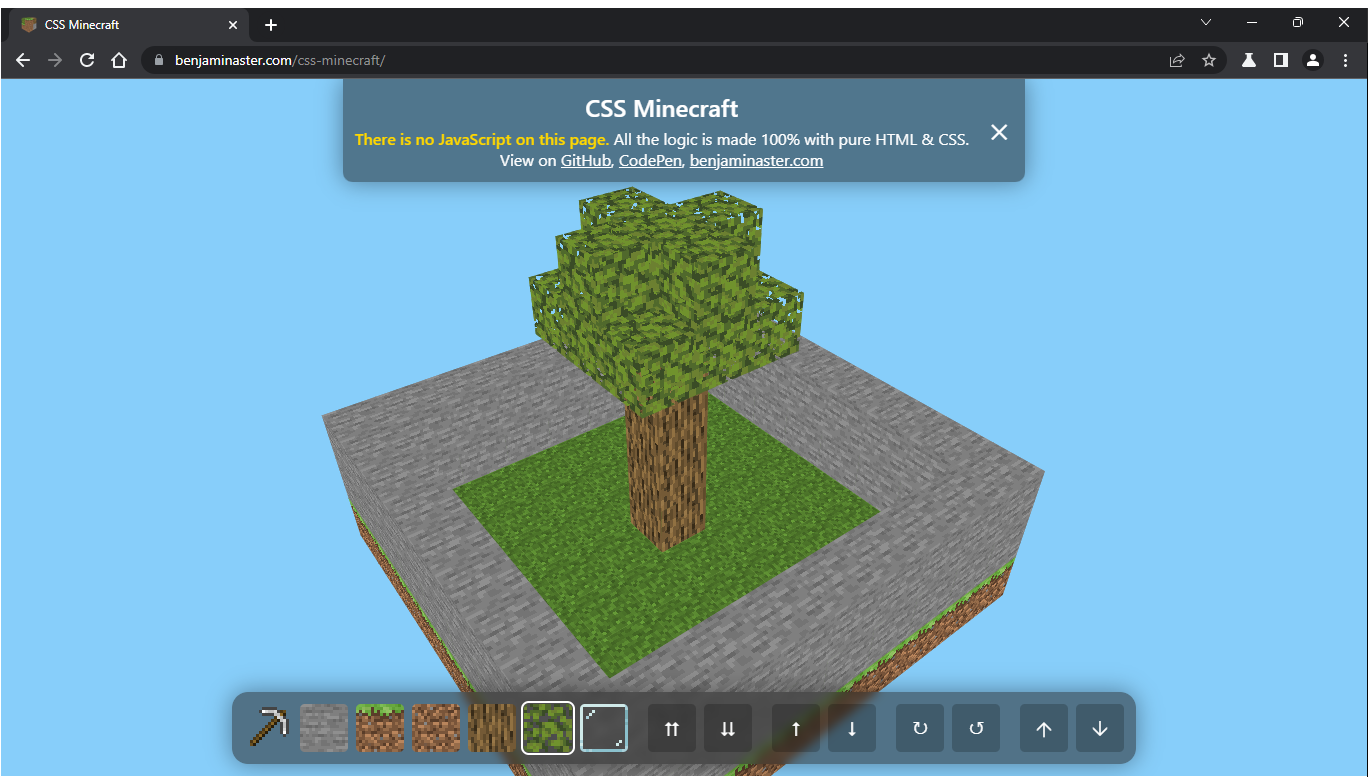 CSS Minecraft
benjaminaster.com/css-minecraft/
CSS Minecraft
There is no JavaScript on this page. All the logic is made 100% with pure HTML & CSS.
View on GitHub, CodePen, benjaminaster.com